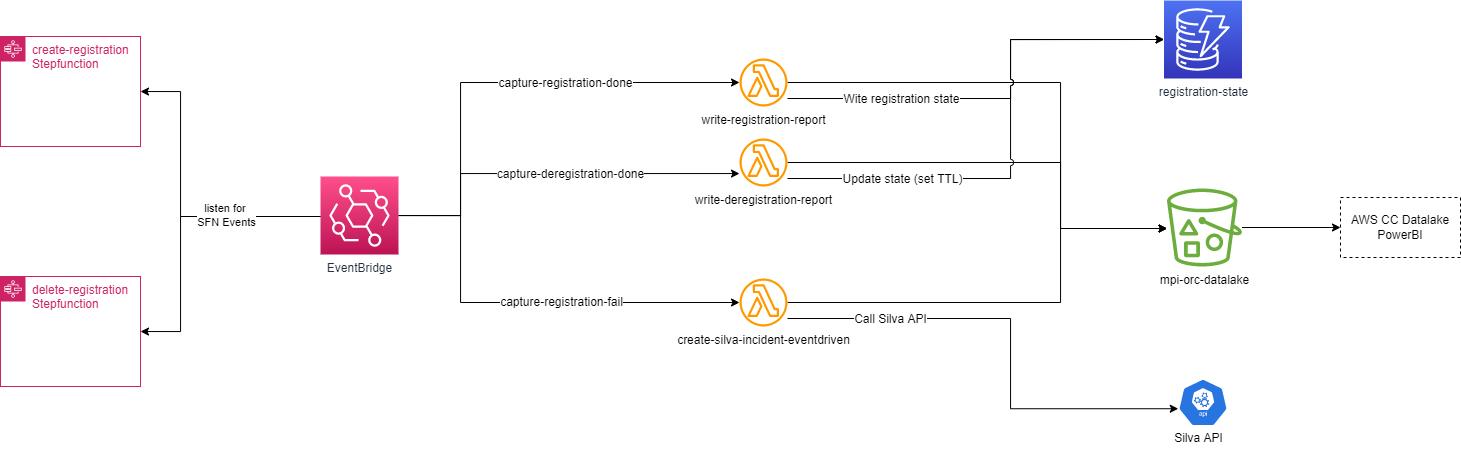 create-registration
Stepfunction
delete-registration
Stepfunction
listen for
SFN Events
EventBridge
capture-registration-done
capture-deregistration-done
capture-registration-fail
write-registration-report
Wite registration state
write-deregistration-report
Update state (set TTL)
create-silva-incident-eventdriven
Call Silva API
registration-state
mpi-orc-datalake
AWS CC Datalake
PowerBI
api
Silva API